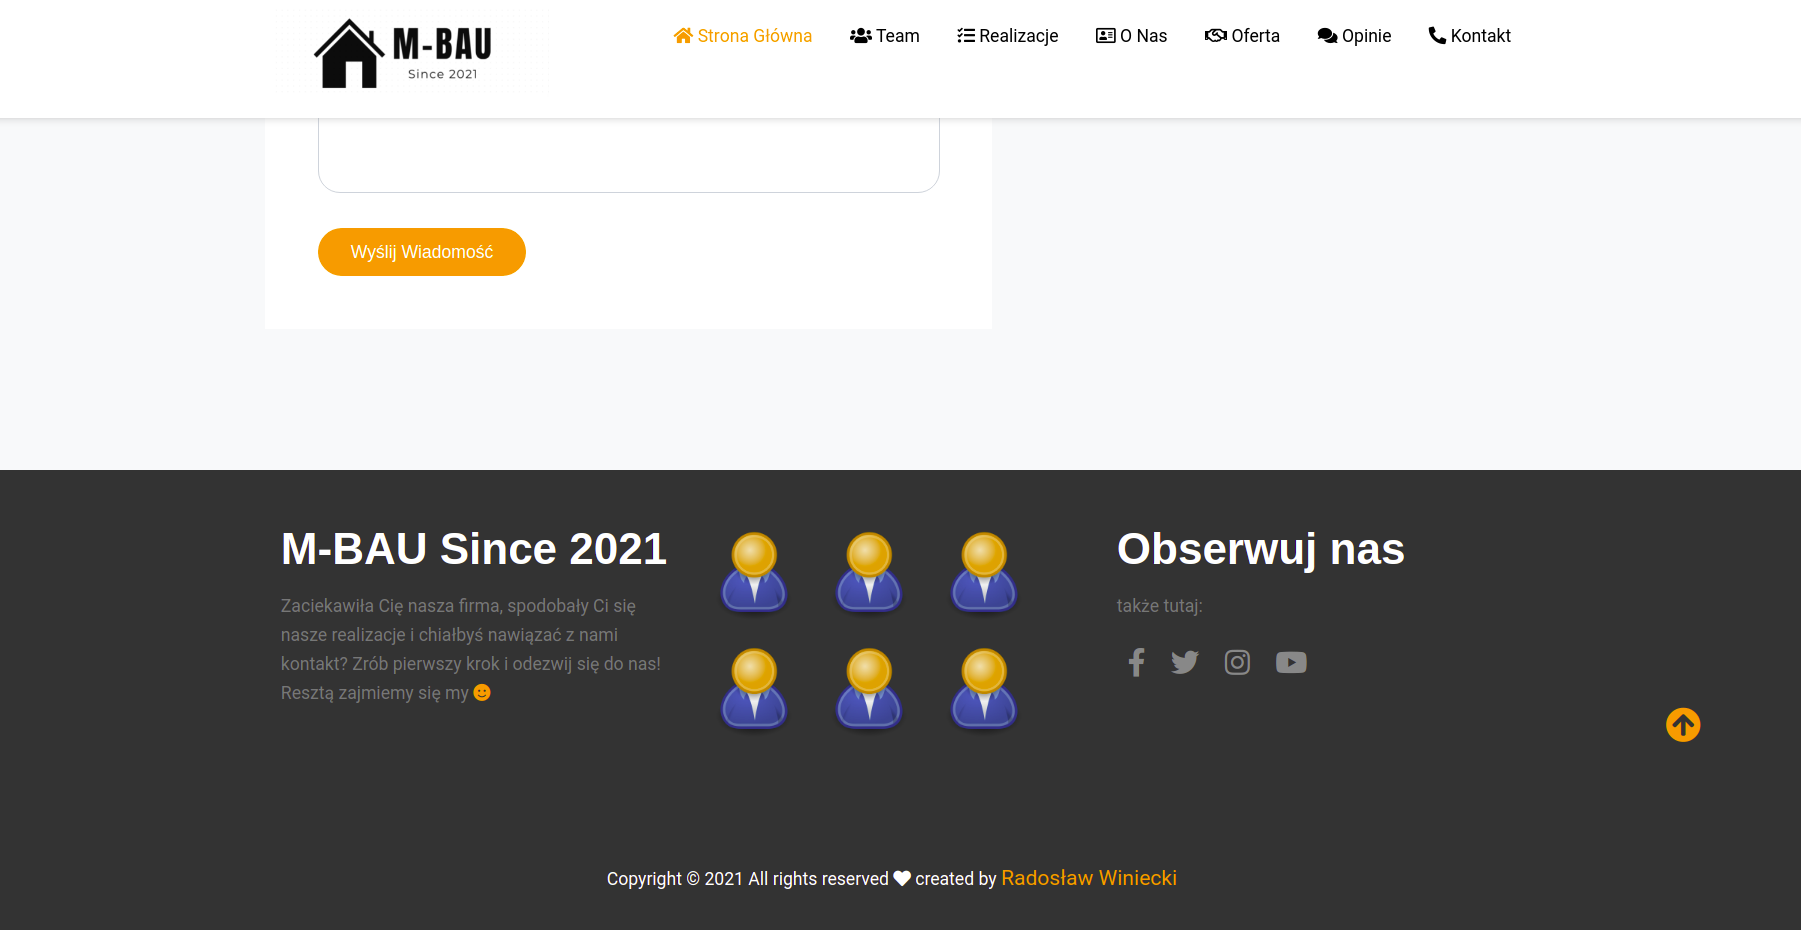 M-BAU
Since 2021
Strona Główna
Team
Realizacje
O Nas
Oferta
Opinie
Kontakt
Wyślij Wiadomość
M-BAU Since 2021
Zaciekawiła Cię nasza firma, spodobały Ci się
nasze realizacje i chiałbyś nawiązać z nami
kontakt? Zrób pierwszy krok i odezwij się do nas!
Resztą zajmiemy się my
Obserwuj nas
także tutaj:
Copyright © 2021 All rights reserved created by Radosław Winiecki